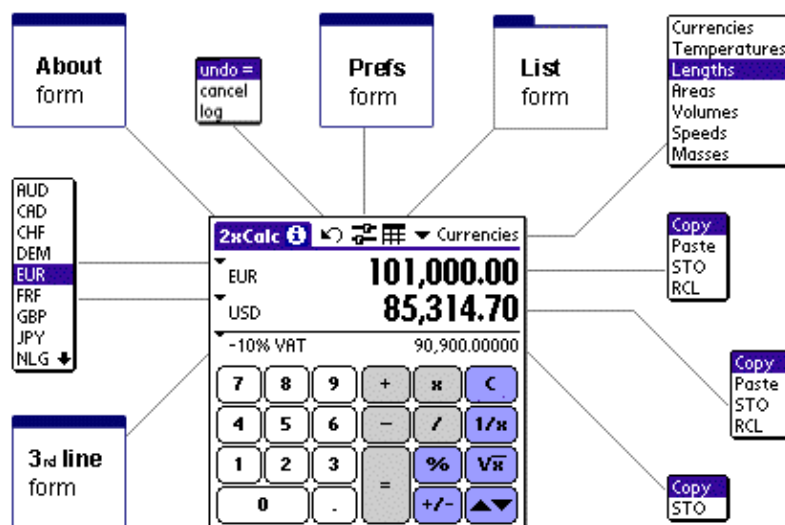 About
form
undo =
cancel
log
Prefs
form
List
form
Currencies
Temperatures
Lengths
Areas
Volumes
Speeds
Masses
AUD
CAD
CHF
DEM
EUR
FRF
GBP
JPY
NLG
2xCalc i Currencies
EUR 101,000.00
USD 85,314.70
-10% VAT 90,900.00000
7 8 9 + x C
4 5 6 - / 1/x
1 2 3 = % √x
0 . +/-
Copy
Paste
STO
RCL
Copy
Paste
STO
RCL
3rd line
form
Copy
STO